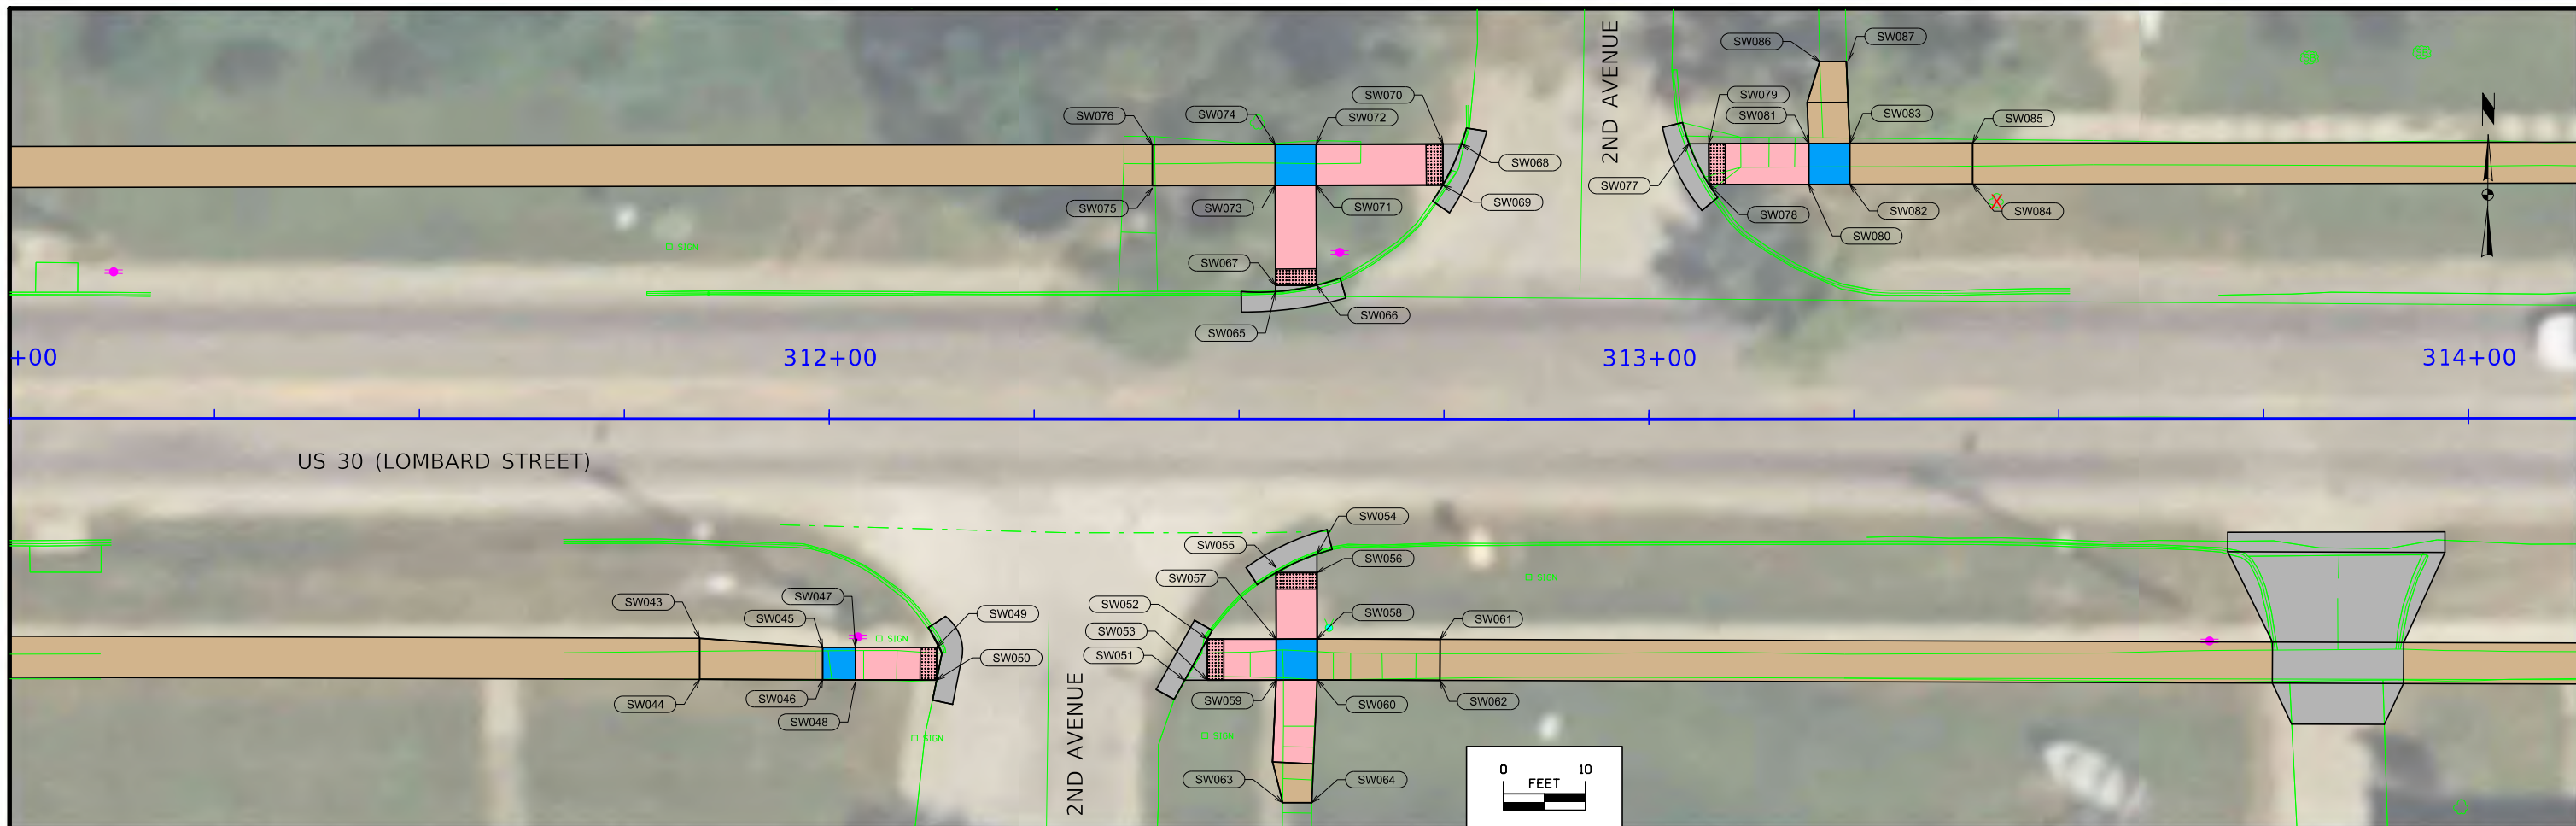 SW086
SW087
2ND AVENUE
SW070
SW079
SW076
SW074
SW072
SW081
SW083
SW085
N
SW068
SW077
SW069
SW075
SW073
SW071
SW078
SW082
SW084
SW080
SIGN
SW067
SW065
SW066
+00
312+00
313+00
314+00
US 30 (LOMBARD STREET)
SW054
SW055
SW056
SW057
SIGN
SW047
SW043
SW045
SW049
SW052
SW058
SW061
SW053
SIGN
SW051
SW050
SW046
SW044
SW048
SW059
SW060
SW062
2ND AVENUE
SIGN
SIGN
SW063
SW064
0 10
FEET